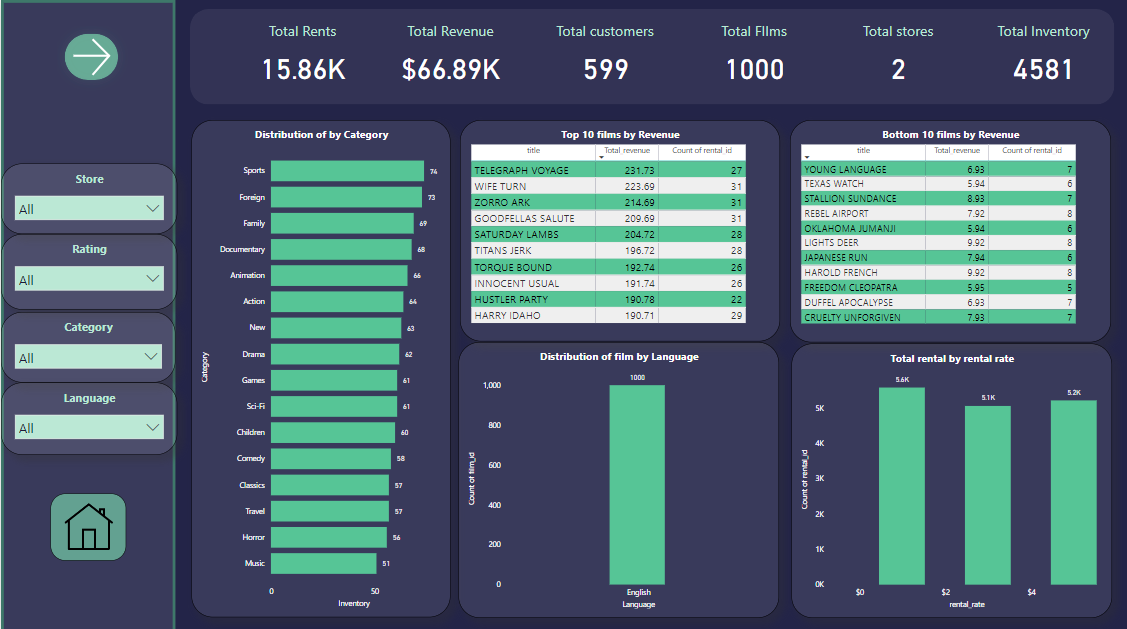 Total Rents Total Revenue Total customers Total FIlms Total stores Total Inventory
15.86K $66.89K 599 1000 2 4581
Store
All
Rating
All
Category
All
Language
All
Distribution of by Category
Category
Sports 74
Foreign 73
Family 69
Documentary 68
Animation 66
Action 64
New 63
Drama 62
Games 61
Sci-Fi 61
Children 60
Comedy 58
Classics 57
Travel 57
Horror 56
Music 51
0 50
Inventory
Top 10 films by Revenue
title Total_revenue Count of rental_id
TELEGRAPH VOYAGE 231.73 27
WIFE TURN 223.69 31
ZORRO ARK 214.69 31
GOODFELLAS SALUTE 209.69 31
SATURDAY LAMBS 204.72 28
TITANS JERK 196.72 28
TORQUE BOUND 192.74 26
INNOCENT USUAL 191.74 26
HUSTLER PARTY 190.78 22
HARRY IDAHO 190.71 29
Bottom 10 films by Revenue
title Total_revenue Count of rental_id
YOUNG LANGUAGE 6.93 7
TEXAS WATCH 5.94 6
STALLION SUNDANCE 8.93 7
REBEL AIRPORT 7.92 8
OKLAHOMA JUMANJI 5.94 6
LIGHTS DEER 9.92 8
JAPANESE RUN 7.94 6
HAROLD FRENCH 9.92 8
FREEDOM CLEOPATRA 5.95 5
DUFFEL APOCALYPSE 6.93 7
CRUELTY UNFORGIVEN 7.93 7
Distribution of film by Language
1000
1,000
800
600
400
200
0
Count of film_id
English
Language
Total rental by rental rate
5.6K 5.1K 5.2K
5K
4K
3K
2K
1K
0K
Count of rental_id
$0 $2 $4
rental_rate